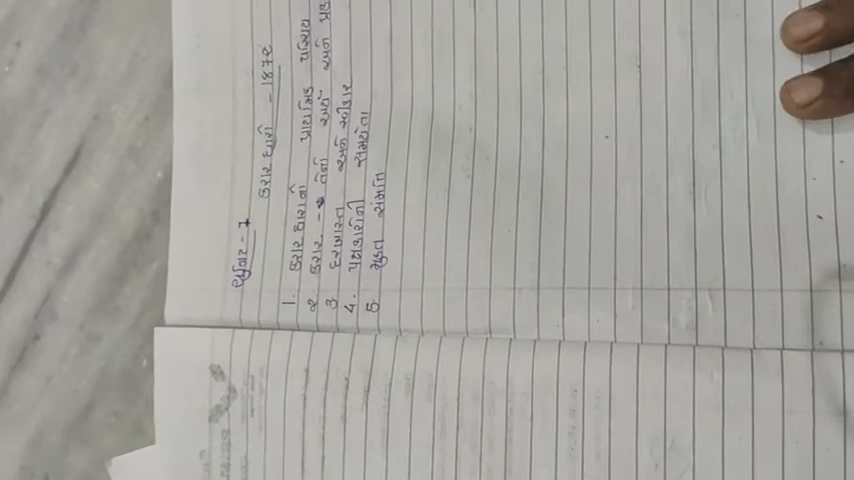 યુનિટ - 1
કરાર ધારો - 1872
1. કરાર ધારાનો પ્રાથમિક પરિચય
2 કરાર - તેનો અર્થ અને
3 દરખાસ્ત અને સ્વીકાર
4. પક્ષકારોની ક્ષમતા
5 મુક્ત સંમતિ